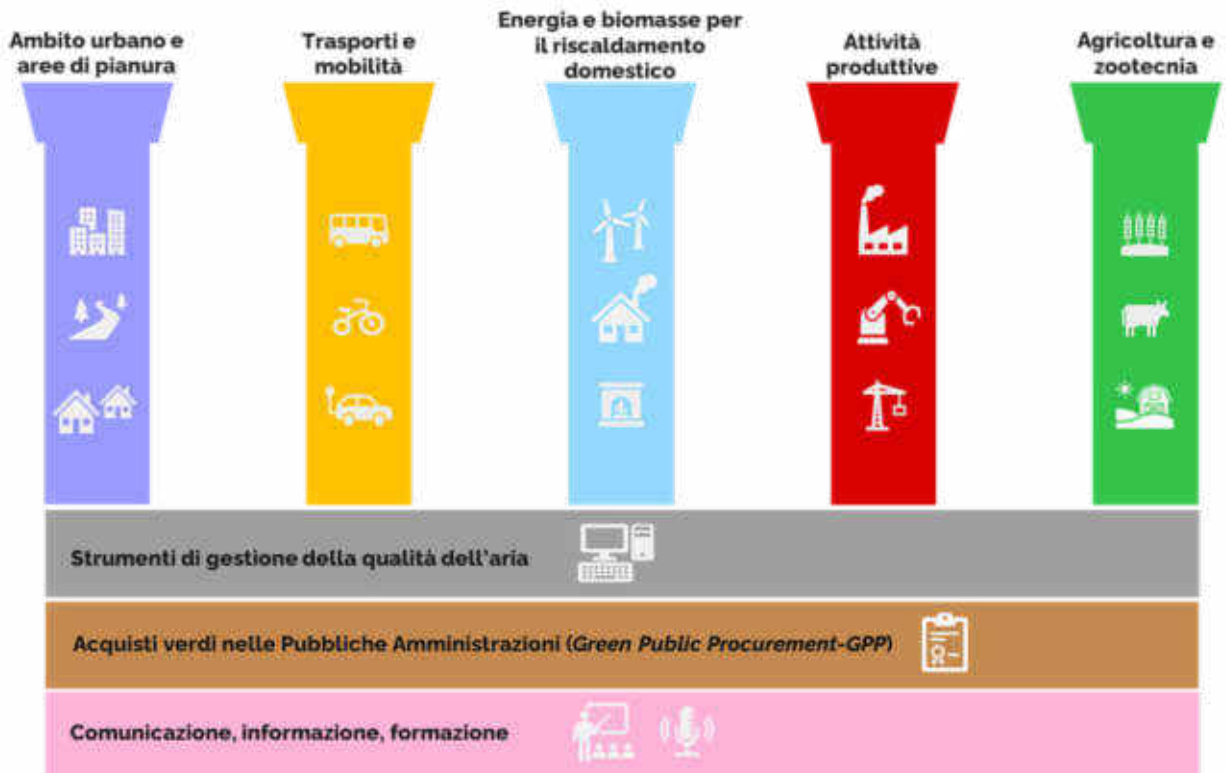 Ambito urbano e
aree di pianura
Trasporti e
mobilità
Energia e biomasse per
il riscaldamento
domestico
Attività
produttive
Agricoltura e
zootecnia
Strumenti di gestione della qualità dell'aria
Acquisti verdi nelle Pubbliche Amministrazioni (Green Public Procurement-GPP)
Comunicazione, informazione, formazione